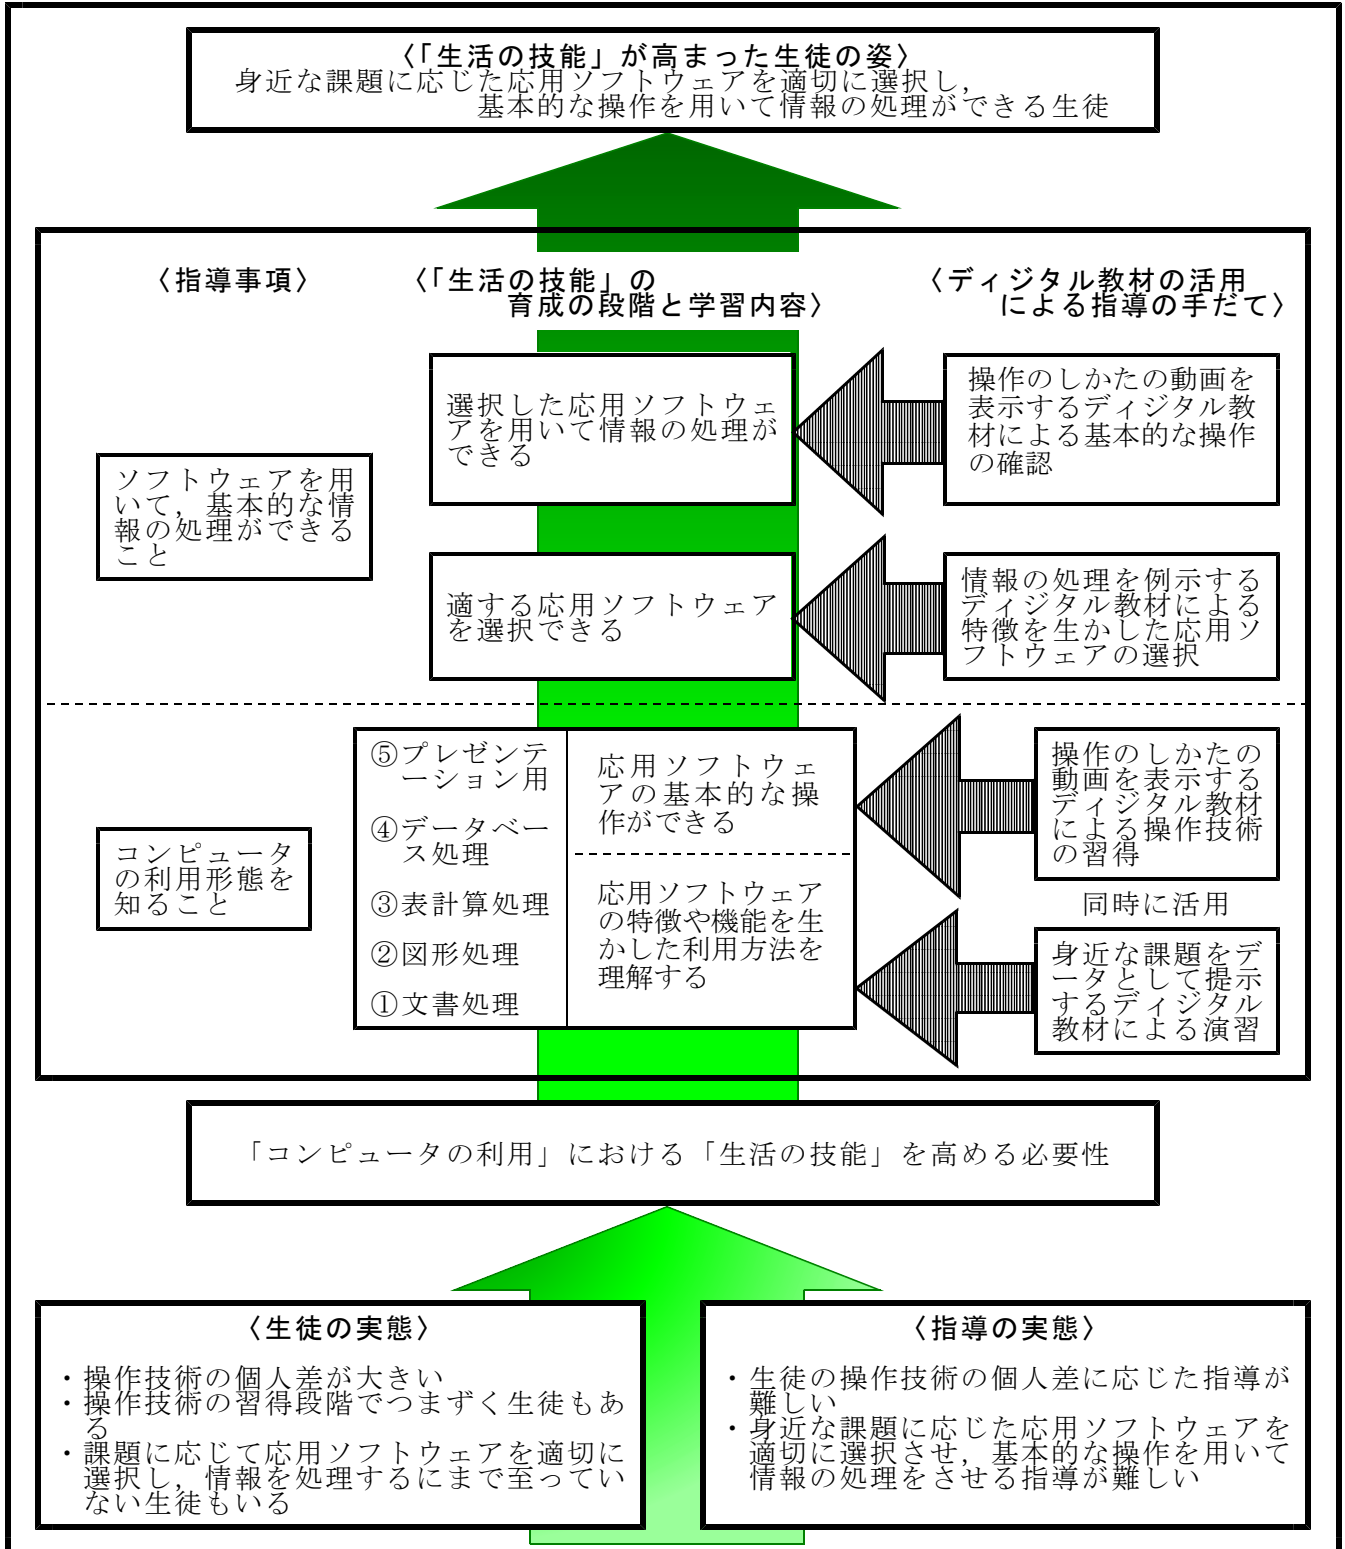 〈「生活の技能」が高まった生徒の姿〉
身近な課題に応じた応用ソフトウェアを適切に選択し，
基本的な操作を用いて情報の処理ができる生徒
〈指導事項〉
〈「生活の技能」の
育成の段階と学習内容〉
〈ディジタル教材の活用
による指導の手だて〉
選択した応用ソフトウェ
アを用いて情報の処理が
できる
操作のしかたの動画を
表示するディジタル教
材による基本的な操作
の確認
ソフトウェアを用
いて，基本的な情
報の処理ができる
こと
適する応用ソフトウェア
を選択できる
情報の処理を例示する
ディジタル教材による
特徴を生かした応用ソ
フトウェアの選択
コンピュータ
の利用形態を
知ること
⑤プレゼンテ
ーション用
④データベー
ス処理
③表計算処理
②図形処理
①文書処理
応用ソフトウェ
アの基本的な操
作ができる
応用ソフトウェア
の特徴や機能を生
かした利用方法を
理解する
操作のしかたの
動画を表示する
ディジタル教材
による操作技術
の習得
同時に活用
身近な課題をデ
ータとして提示
するディジタル
教材による演習
「コンピュータの利用」における「生活の技能」を高める必要性
〈生徒の実態〉
・操作技術の個人差が大きい
・操作技術の習得段階でつまずく生徒もあ
る
・課題に応じて応用ソフトウェアを適切に
選択し，情報を処理するにまで至ってい
ない生徒もいる
〈指導の実態〉
・生徒の操作技術の個人差に応じた指導が
難しい
・身近な課題に応じた応用ソフトウェアを
適切に選択させ，基本的な操作を用いて
情報の処理をさせる指導が難しい